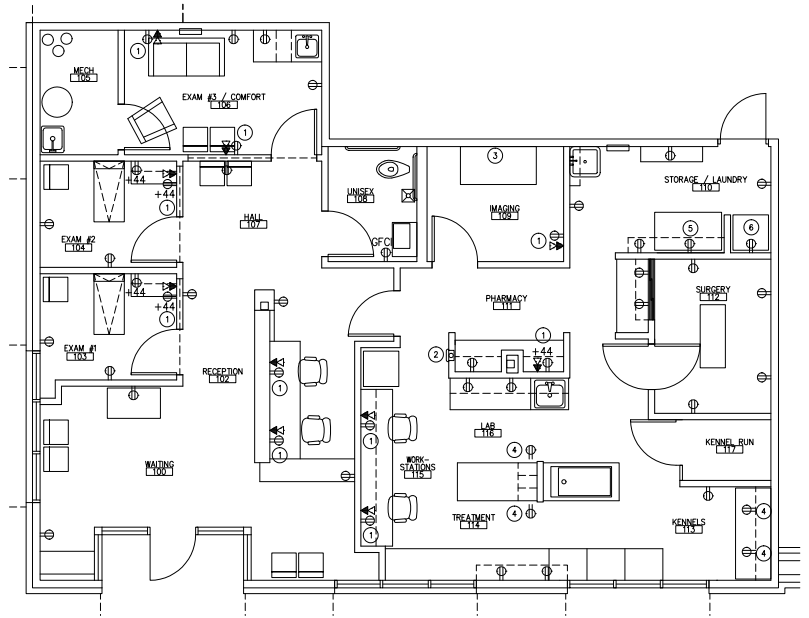 1
1
MECH
105
EXAM #3 / COMFORT
106
1
3
+44
+44
1
UNISEX
108
STORAGE / LAUNDRY
110
IMAGING
109
HALL
107
GFCI
1
5
6
EXAM #2
104
+44
+44
1
SURGERY
112
PHARMACY
111
1
2
+44
EXAM #1
103
RECEPTION
102
1
1
1
LAB
116
KENNEL RUN
117
4
WAITING
100
WORK-
STATIONS
115
4
TREATMENT
114
1
KENNELS
113
4
4